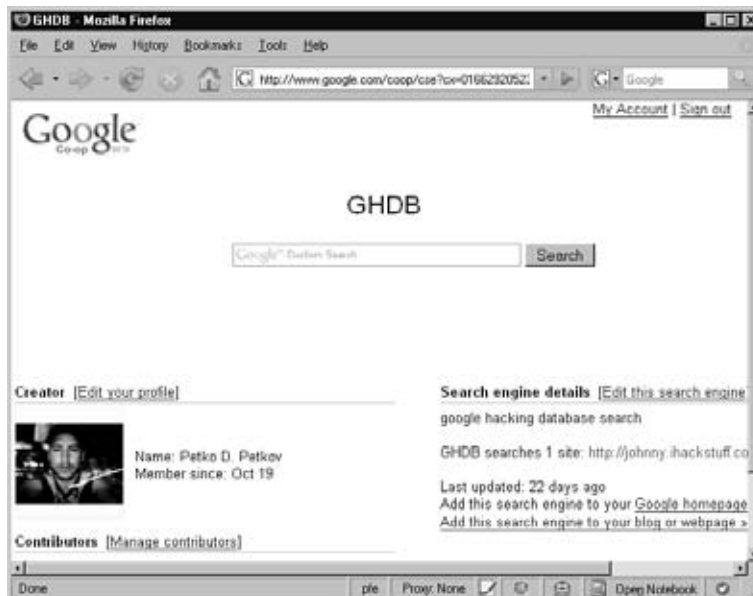 GHDB - Mozilla Firefox
File Edit View History Bookmarks Tools Help
http://www.google.com/coop/cse?cx=0166292052
Google
My Account | Sign out
Google
Co-op
GHDB
Google™ Custom Search
Search
Creator [Edit your profile]
Name: Petko D. Petkov
Member since: Oct 19
Contributors [Manage contributors]
Search engine details [Edit this search engine
google hacking database search
GHDB searches 1 site: http://johnny.ihackstuff.co
Last updated: 22 days ago
Add this search engine to your Google homepage
Add this search engine to your blog or webpage »
Done
pfe
Proxy: None
Open Notebook